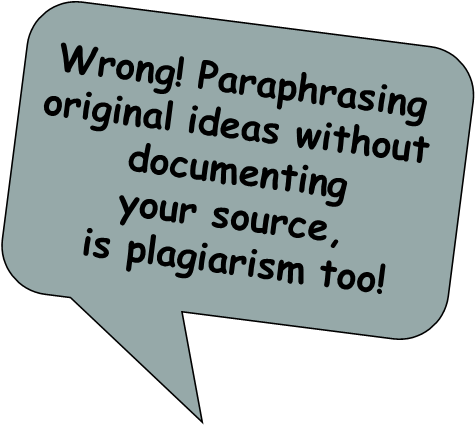 Wrong! Paraphrasing
original ideas without
documenting
your source,
is plagiarism too!